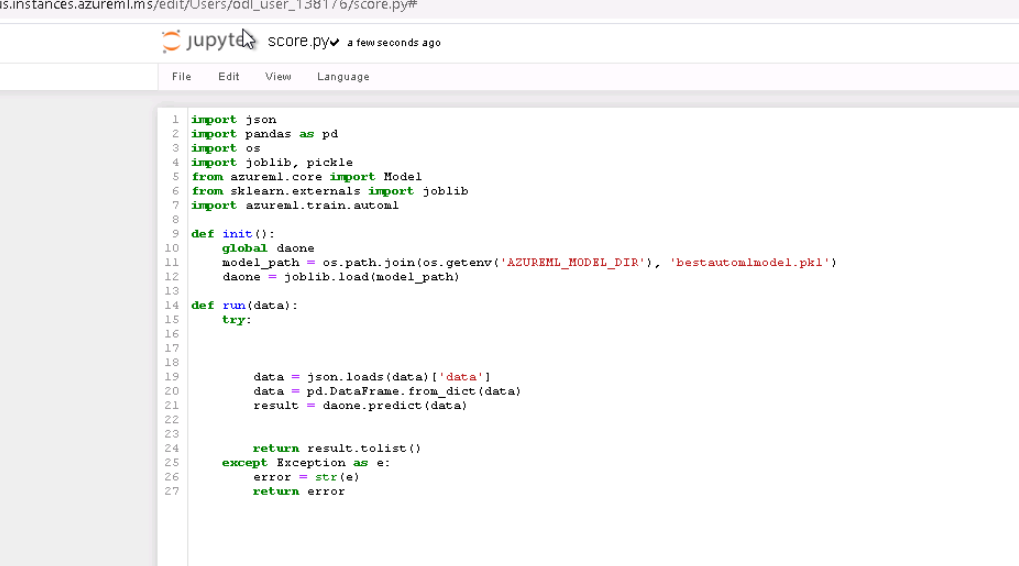 us.instances.azureml.ms/edit/Users/odl_user_138176/score.py#
jupyter score.py✔ a few seconds ago
File Edit View Language
1 import json
2 import pandas as pd
3 import os
4 import joblib, pickle
5 from azureml.core import Model
6 from sklearn.externals import joblib
7 import azureml.train.automl
8
9 def init():
10     global daone
11     model_path = os.path.join(os.getenv('AZUREML_MODEL_DIR'), 'bestautomlmodel.pkl')
12     daone = joblib.load(model_path)
13
14 def run(data):
15     try:
16
17
18
19         data = json.loads(data)['data']
20         data = pd.DataFrame.from_dict(data)
21         result = daone.predict(data)
22
23
24         return result.tolist()
25     except Exception as e:
26         error = str(e)
27         return error